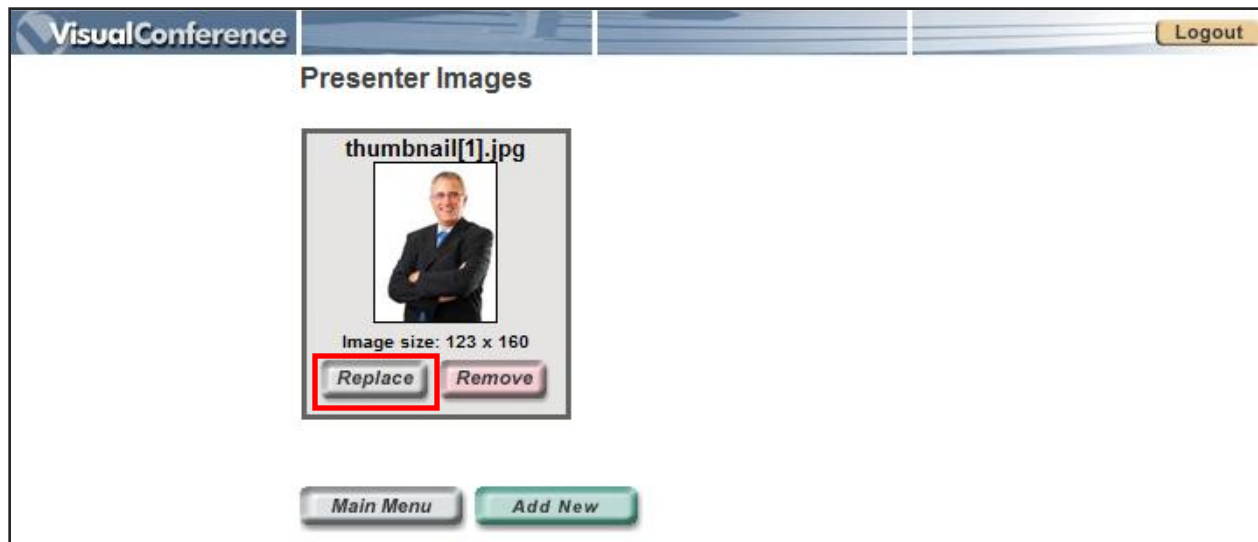 VisualConference
Logout
Presenter Images
thumbnail[1].jpg
Image size: 123 x 160
Replace Remove
Main Menu Add New